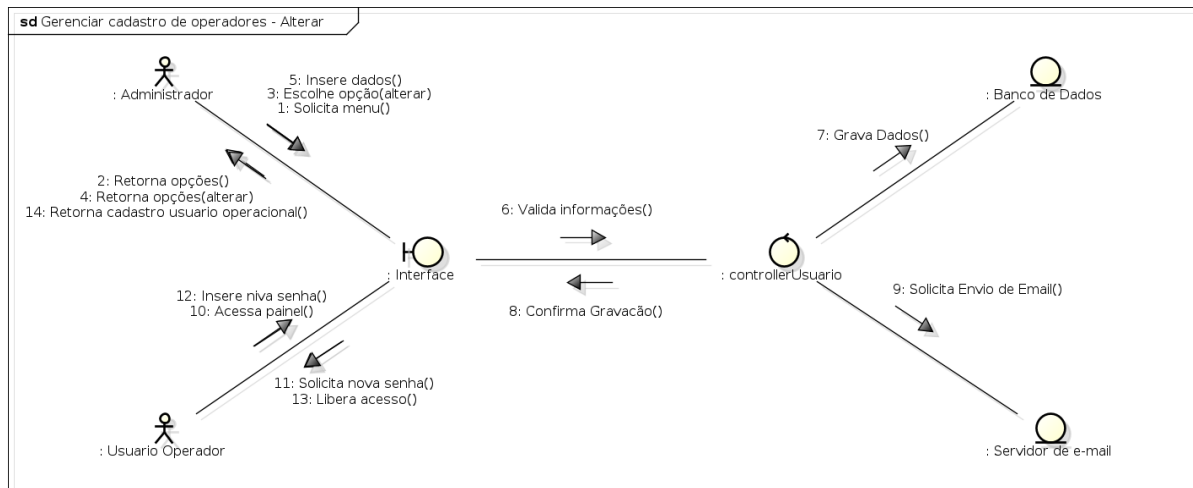 sd Gerenciar cadastro de operadores - Alterar
5: Insere dados()
3: Escolhe opção(alterar)
1: Solicita menu()
: Administrador
: Banco de Dados
7: Grava Dados()
2: Retorna opções()
4: Retorna opções(alterar)
14: Retorna cadastro usuario operacional()
6: Valida informações()
: Interface
: controllerUsuario
12: Insere niva senha()
10: Acessa painel()
8: Confirma Gravacão()
9: Solicita Envio de Email()
11: Solicita nova senha()
13: Libera acesso()
: Usuario Operador
: Servidor de e-mail